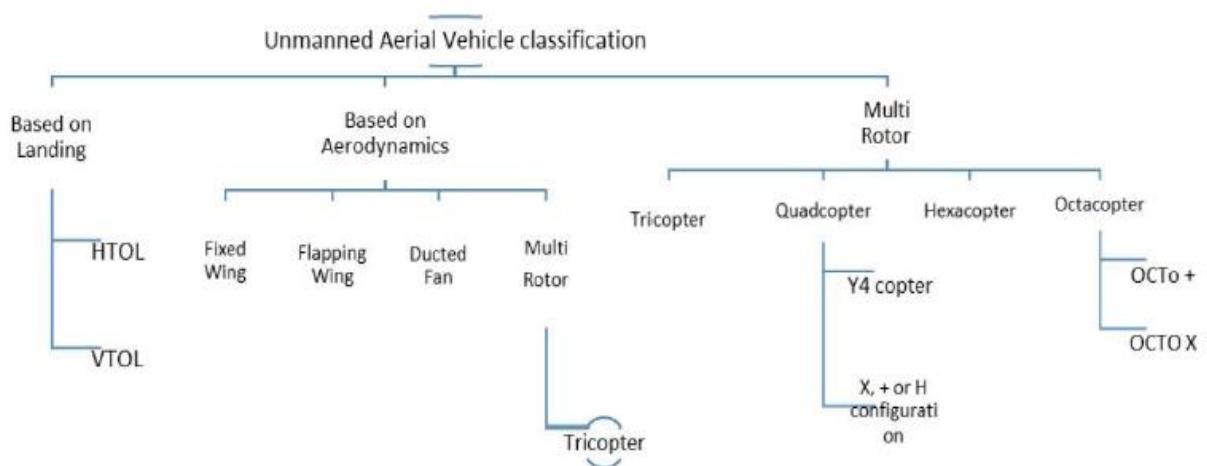 Unmanned Aerial Vehicle classification
Based on
Landing
HTOL
VTOL
Based on
Aerodynamics
Fixed
Wing
Flapping
Wing
Ducted
Fan
Multi
Rotor
Tricopter
Multi
Rotor
Tricopter
Quadcopter
Y4 copter
X, + or H
configurati
on
Hexacopter
Octacopter
OCTo +
OCTO X